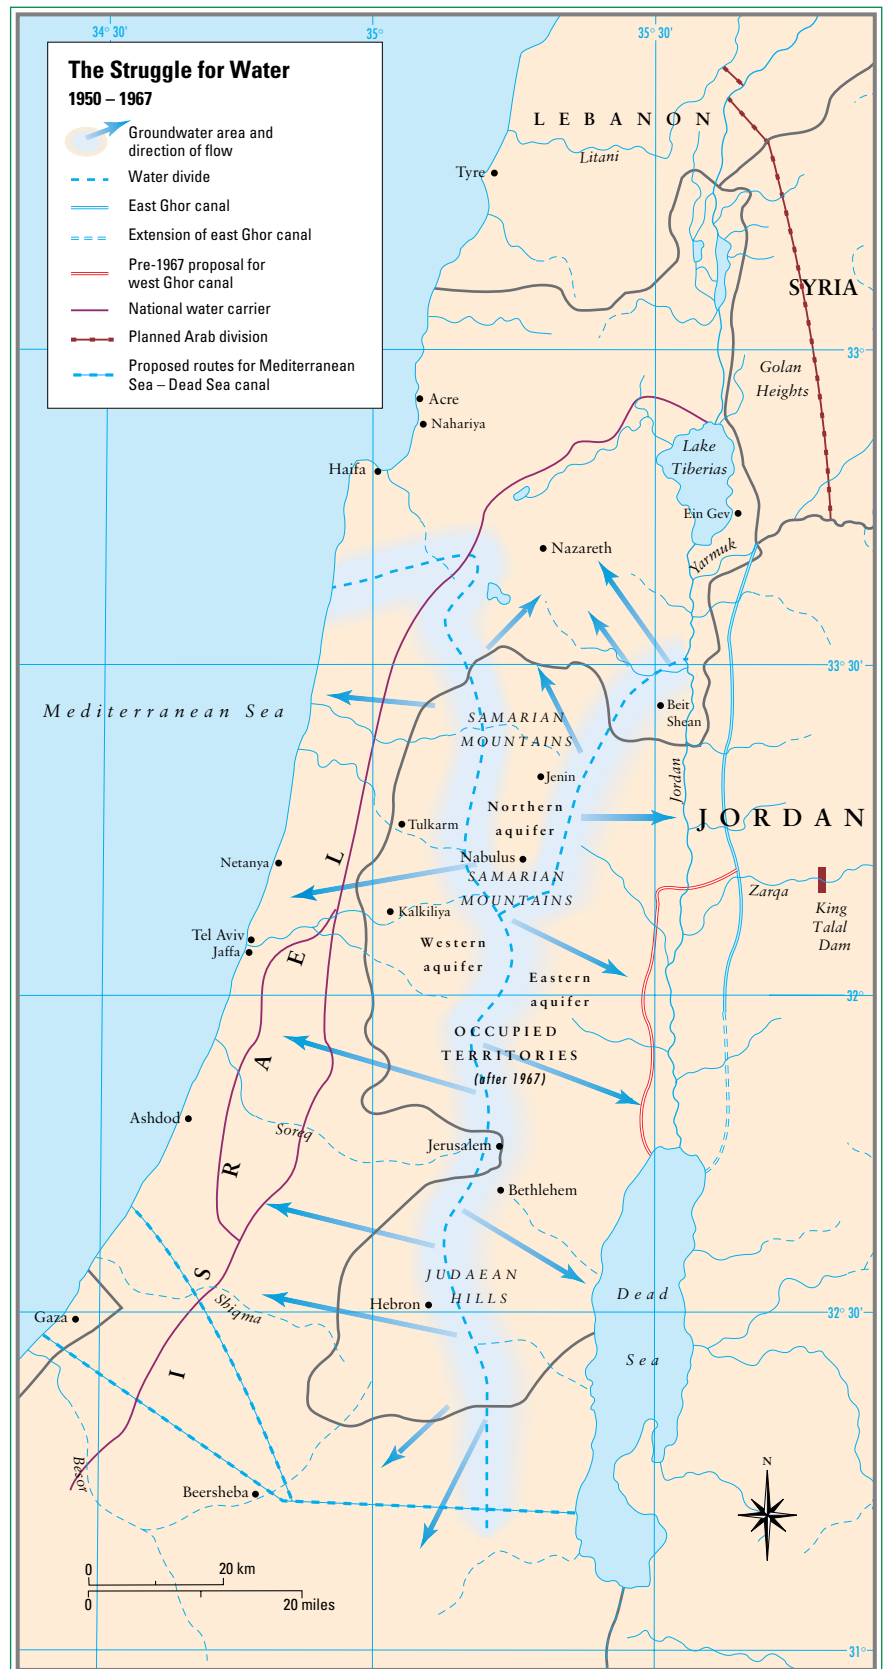 34° 30'
35°
35° 30'
The Struggle for Water
1950 – 1967
Groundwater area and
direction of flow
Water divide
East Ghor canal
Extension of east Ghor canal
Pre-1967 proposal for
west Ghor canal
National water carrier
Planned Arab division
Proposed routes for Mediterranean
Sea – Dead Sea canal
LEBANON
Litani
Tyre
SYRIA
33°
Golan
Heights
Acre
Nahariya
Lake
Tiberias
Haifa
Ein Gev
Nazareth
Yarmuk
33° 30'
Mediterranean Sea
Beit
Shean
SAMARIAN
MOUNTAINS
Jenin
Jordan
Northern
aquifer
JORDAN
Tulkarm
Netanya
Nabulus
SAMARIAN
MOUNTAINS
Zarqa
King
Talal
Dam
Kalkiliya
Tel Aviv
Jaffa
Western
aquifer
Eastern
aquifer
32°
OCCUPIED
TERRITORIES
(after 1967)
ISRAEL
Ashdod
Soreq
Jerusalem
Bethlehem
JUDAEAN
HILLS
Hebron
Dead
Sea
32° 30'
Shiqma
Gaza
Besor
Beersheba
N
0 20 km
0 20 miles
31°